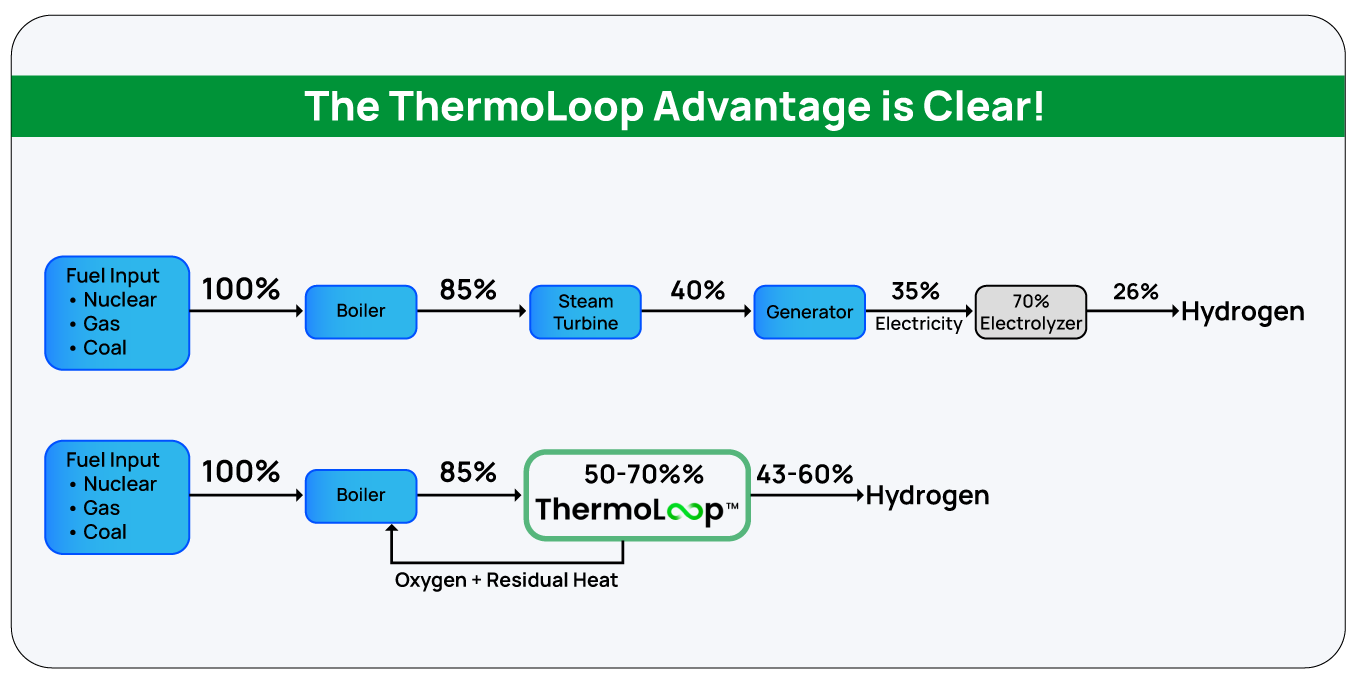 The ThermoLoop Advantage is Clear!
Fuel Input
• Nuclear
• Gas
• Coal
100%
Boiler
85%
Steam
Turbine
40%
Generator
35%
Electricity
70%
Electrolyzer
26%
Hydrogen
Fuel Input
• Nuclear
• Gas
• Coal
100%
Boiler
85%
50-70%%
ThermoLoop™
43-60%
Hydrogen
Oxygen + Residual Heat